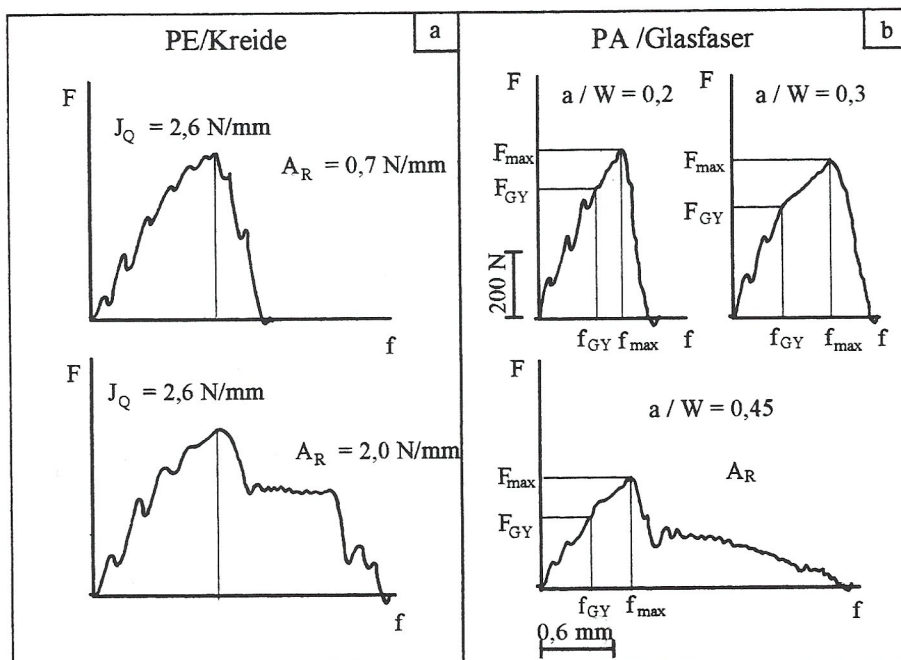 PE/Kreide
a
F
J_Q = 2,6 N/mm
A_R = 0,7 N/mm
f
F
J_Q = 2,6 N/mm
A_R = 2,0 N/mm
f
PA /Glasfaser
b
F
a / W = 0,2
F_max
F_GY
200 N
f_GY f_max f
F
a / W = 0,3
F_max
F_GY
f_GY f_max f
F
a / W = 0,45
A_R
F_max
F_GY
f_GY f_max f
0,6 mm